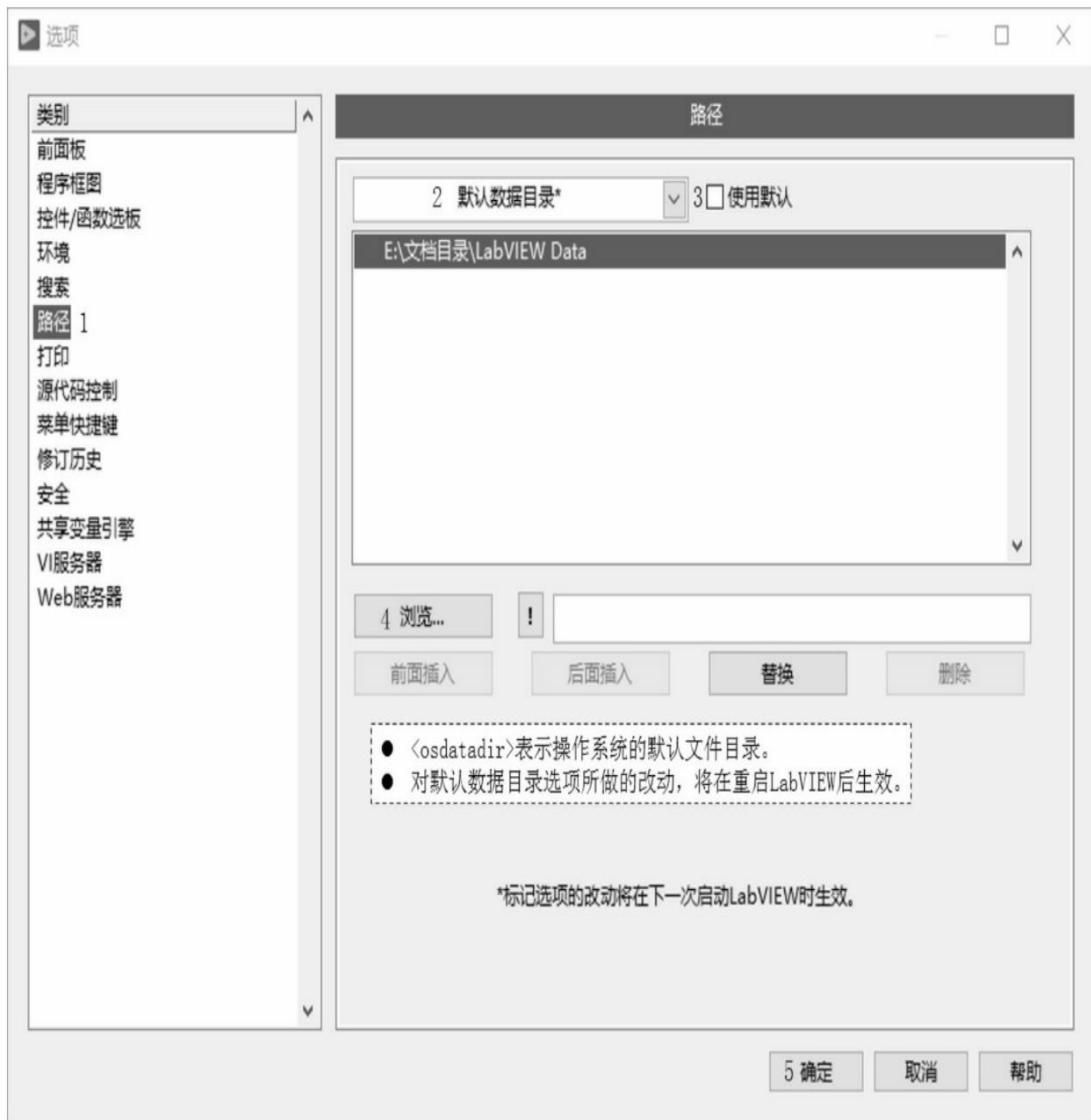 选项
类别
前面板
程序框图
控件/函数选板
环境
搜索
路径 1
打印
源代码控制
菜单快捷键
修订历史
安全
共享变量引擎
VI服务器
Web服务器
路径
2 默认数据目录*
3 使用默认
E:\文档目录\LabVIEW Data
4 浏览...
!
前面插入
后面插入
替换
删除
● <osdatadir>表示操作系统的默认文件目录。
● 对默认数据目录选项所做的改动，将在重启LabVIEW后生效。
*标记选项的改动将在下一次启动LabVIEW时生效。
5 确定
取消
帮助